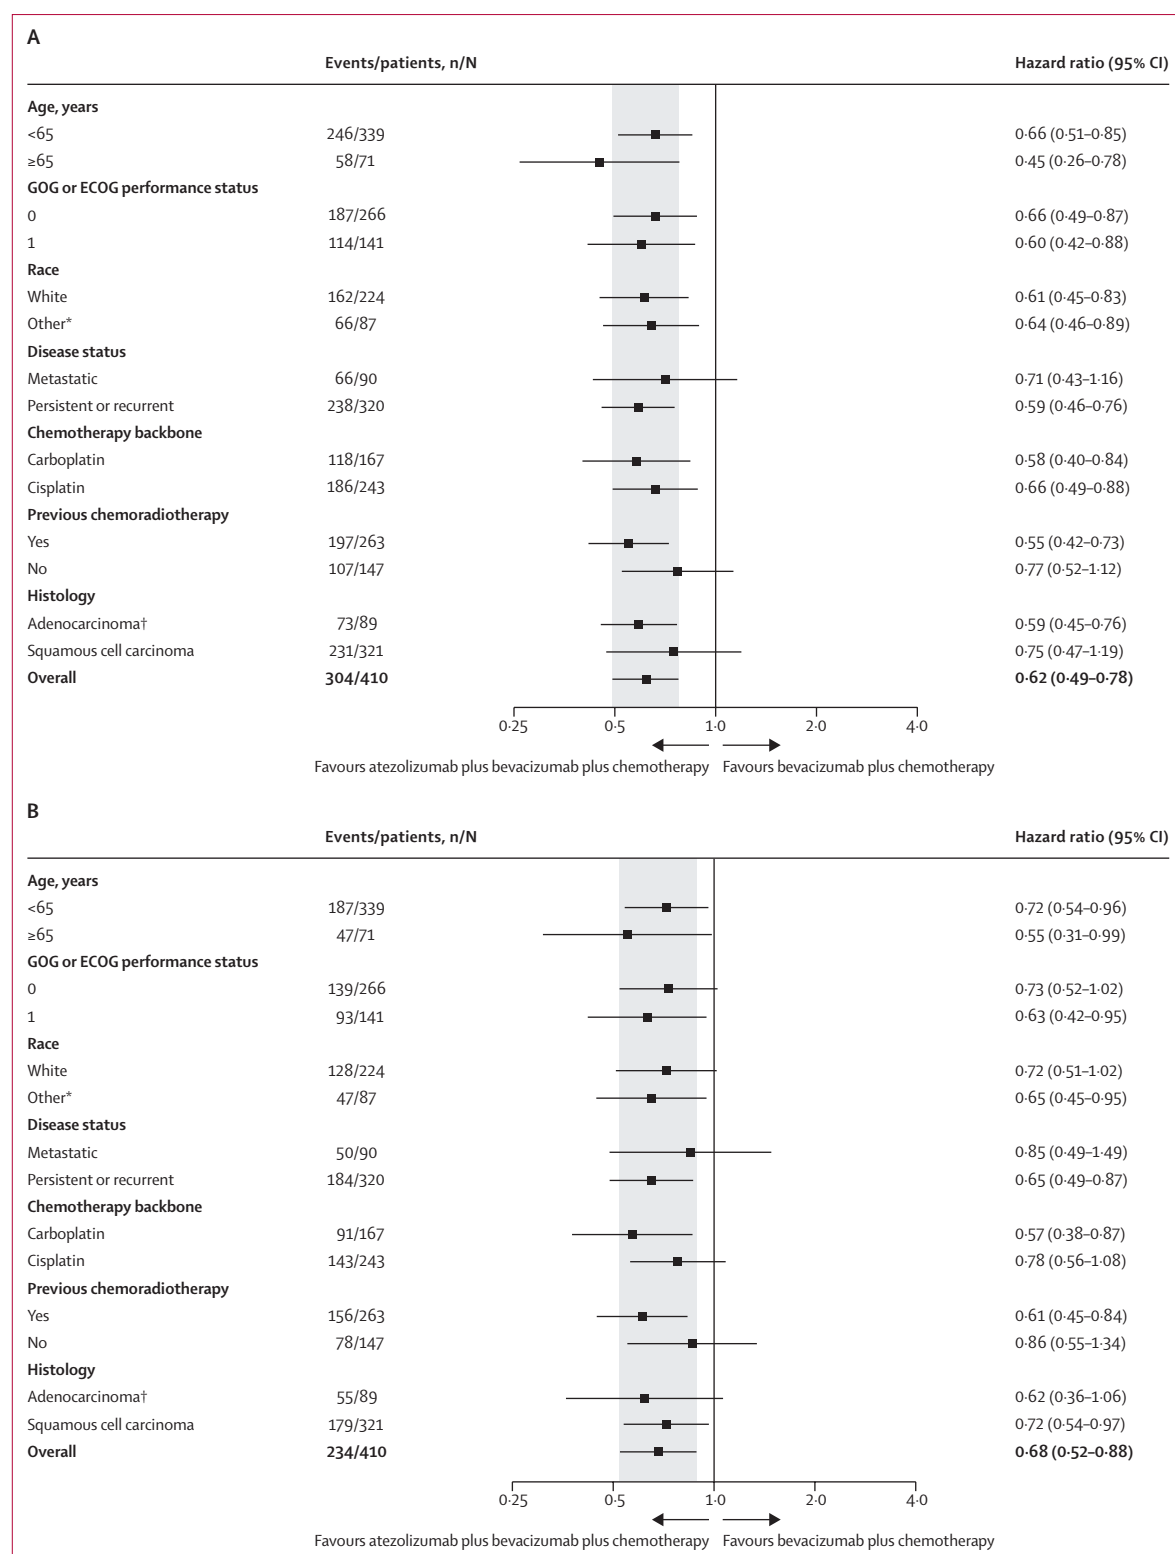 A
Events/patients, n/N Hazard ratio (95% CI)
Age, years
<65 246/339 0·66 (0·51–0·85)
≥65 58/71 0·45 (0·26–0·78)
GOG or ECOG performance status
0 187/266 0·66 (0·49–0·87)
1 114/141 0·60 (0·42–0·88)
Race
White 162/224 0·61 (0·45–0·83)
Other* 66/87 0·64 (0·46–0·89)
Disease status
Metastatic 66/90 0·71 (0·43–1·16)
Persistent or recurrent 238/320 0·59 (0·46–0·76)
Chemotherapy backbone
Carboplatin 118/167 0·58 (0·40–0·84)
Cisplatin 186/243 0·66 (0·49–0·88)
Previous chemoradiotherapy
Yes 197/263 0·55 (0·42–0·73)
No 107/147 0·77 (0·52–1·12)
Histology
Adenocarcinoma† 73/89 0·59 (0·45–0·76)
Squamous cell carcinoma 231/321 0·75 (0·47–1·19)
Overall 304/410 0·62 (0·49–0·78)
0·25 0·5 1·0 2·0 4·0
Favours atezolizumab plus bevacizumab plus chemotherapy Favours bevacizumab plus chemotherapy
B
Events/patients, n/N Hazard ratio (95% CI)
Age, years
<65 187/339 0·72 (0·54–0·96)
≥65 47/71 0·55 (0·31–0·99)
GOG or ECOG performance status
0 139/266 0·73 (0·52–1·02)
1 93/141 0·63 (0·42–0·95)
Race
White 128/224 0·72 (0·51–1·02)
Other* 47/87 0·65 (0·45–0·95)
Disease status
Metastatic 50/90 0·85 (0·49–1·49)
Persistent or recurrent 184/320 0·65 (0·49–0·87)
Chemotherapy backbone
Carboplatin 91/167 0·57 (0·38–0·87)
Cisplatin 143/243 0·78 (0·56–1·08)
Previous chemoradiotherapy
Yes 156/263 0·61 (0·45–0·84)
No 78/147 0·86 (0·55–1·34)
Histology
Adenocarcinoma† 55/89 0·62 (0·36–1·06)
Squamous cell carcinoma 179/321 0·72 (0·54–0·97)
Overall 234/410 0·68 (0·52–0·88)
0·25 0·5 1·0 2·0 4·0
Favours atezolizumab plus bevacizumab plus chemotherapy Favours bevacizumab plus chemotherapy